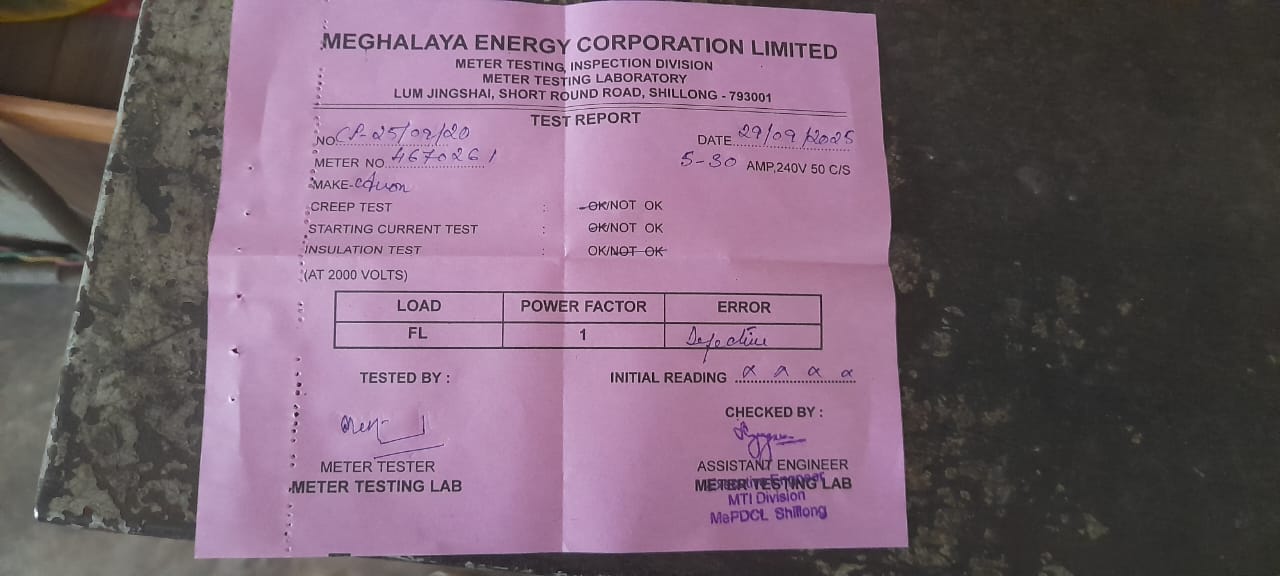 MEGHALAYA ENERGY CORPORATION LIMITED
METER TESTING, INSPECTION DIVISION
METER TESTING LABORATORY
LUM JINGSHAI, SHORT ROUND ROAD, SHILLONG - 793001
TEST REPORT
NO. CP-25/09/20 DATE 29/09/2025
METER NO. 4670261 5-30 AMP,240V 50 C/S
MAKE-
CREEP TEST : OK/NOT OK
STARTING CURRENT TEST : OK/NOT OK
INSULATION TEST : OK/NOT OK
(AT 2000 VOLTS)
LOAD POWER FACTOR ERROR
FL 1 Defective
TESTED BY : INITIAL READING
CHECKED BY :
METER TESTER ASSISTANT ENGINEER
METER TESTING LAB METER TESTING LAB
MTI Division
MePDCL Shillong